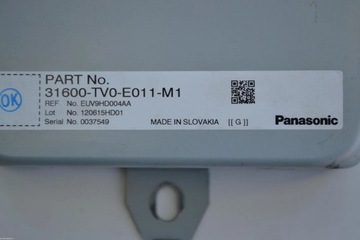 OK
PART No.
31600-TV0-E011-M1
REF No. EUV9HD004AA
Lot No. 120615HD01
Serial No. 0037549
MADE IN SLOVAKIA [[ G ]]
Panasonic